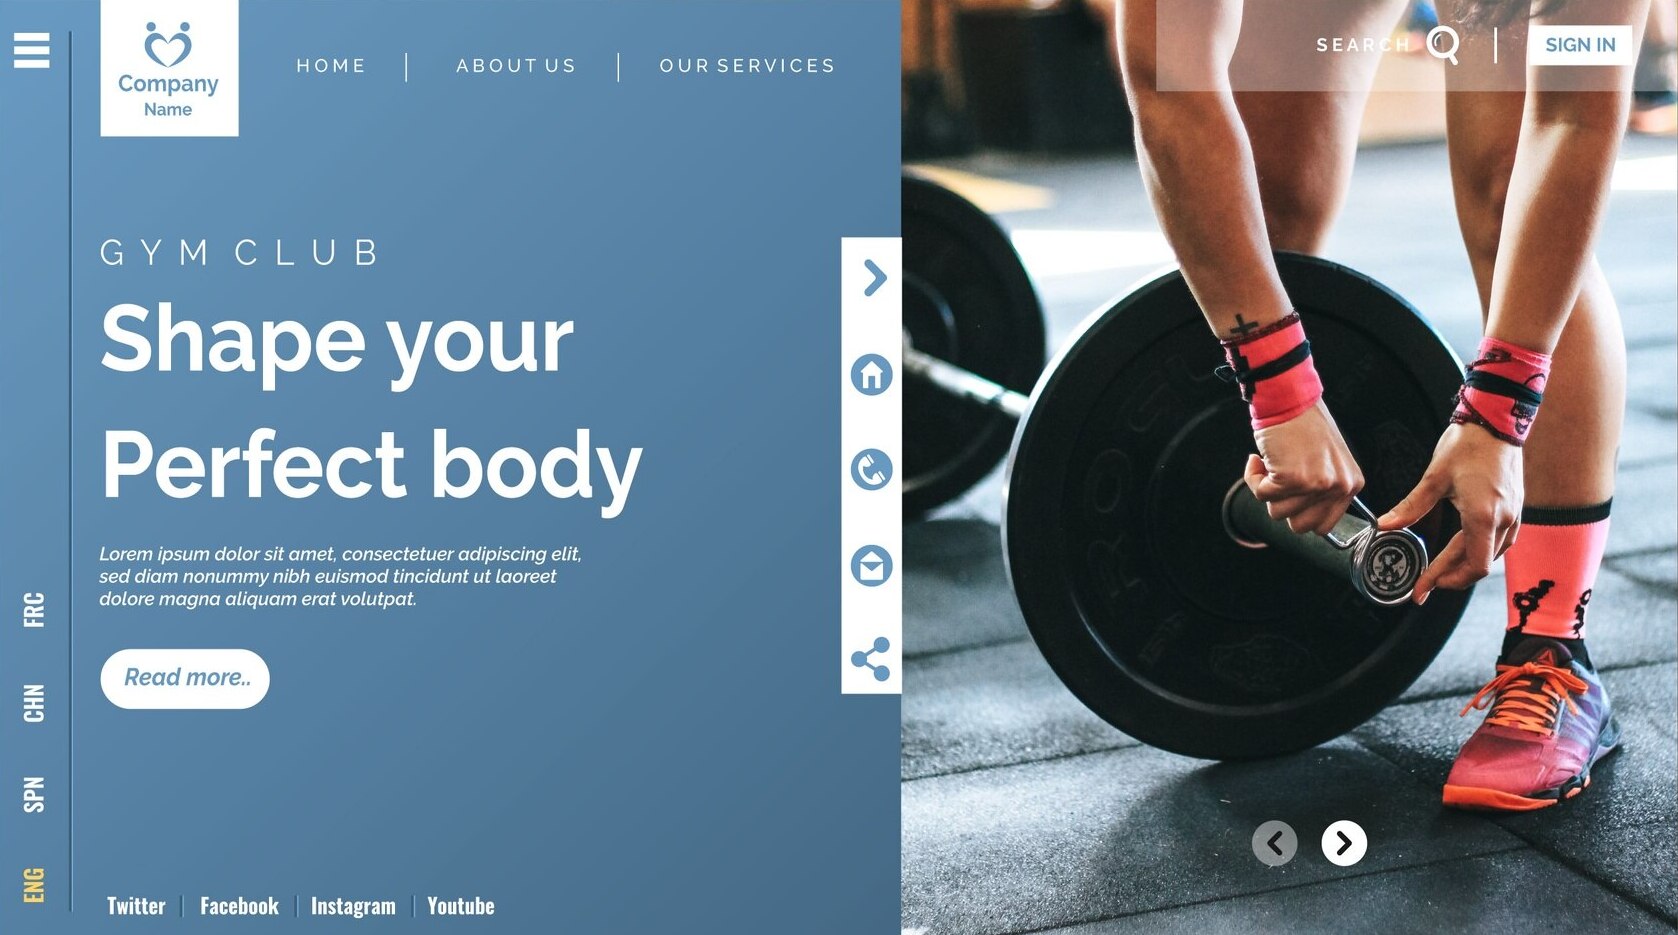 Company
Name
HOME
ABOUT US
OUR SERVICES
SEARCH
SIGN IN
GYM CLUB
Shape your
Perfect body
Lorem ipsum dolor sit amet, consectetuer adipiscing elit,
sed diam nonummy nibh euismod tincidunt ut laoreet
dolore magna aliquam erat volutpat.
Read more..
FRC
CHN
SPN
ENG
Twitter
Facebook
Instagram
Youtube